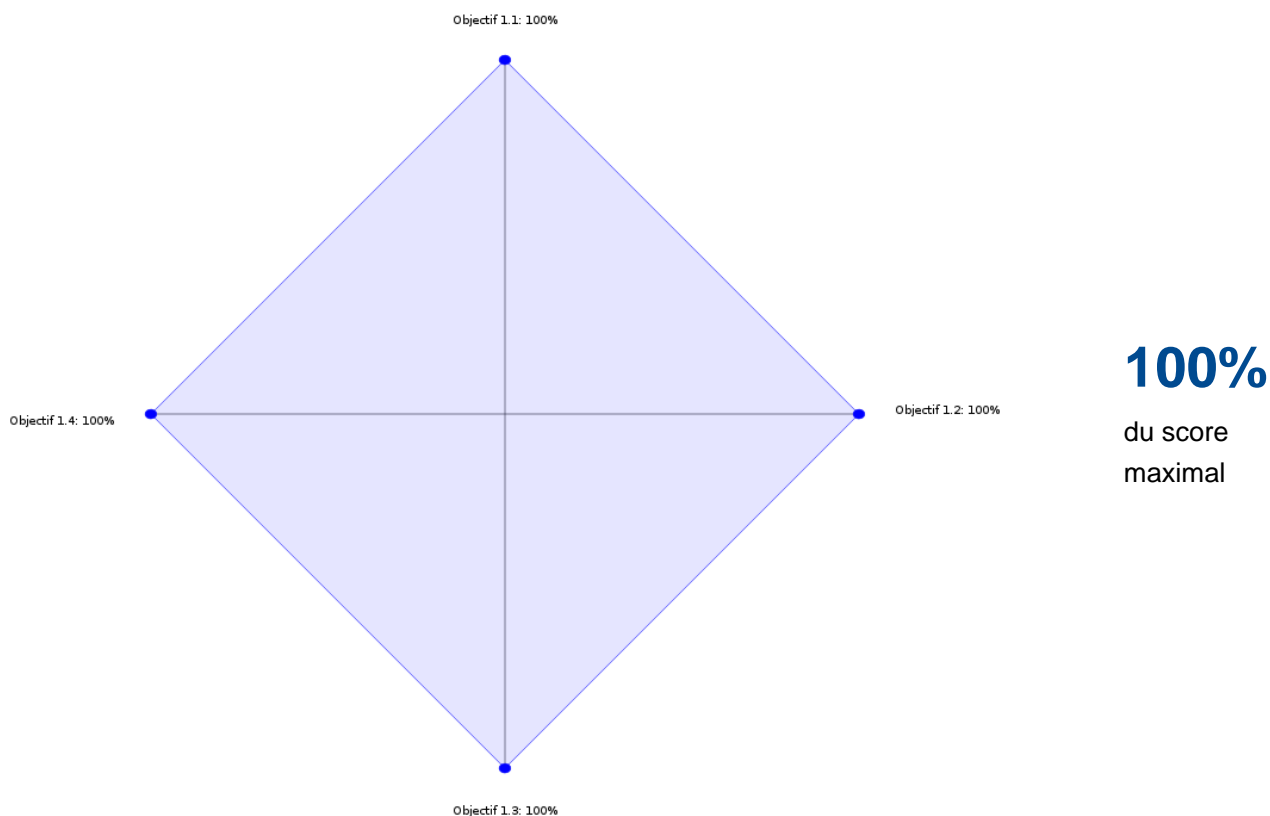 Objectif 1.1: 100%
Objectif 1.4: 100%
Objectif 1.2: 100%
Objectif 1.3: 100%
100%
du score
maximal